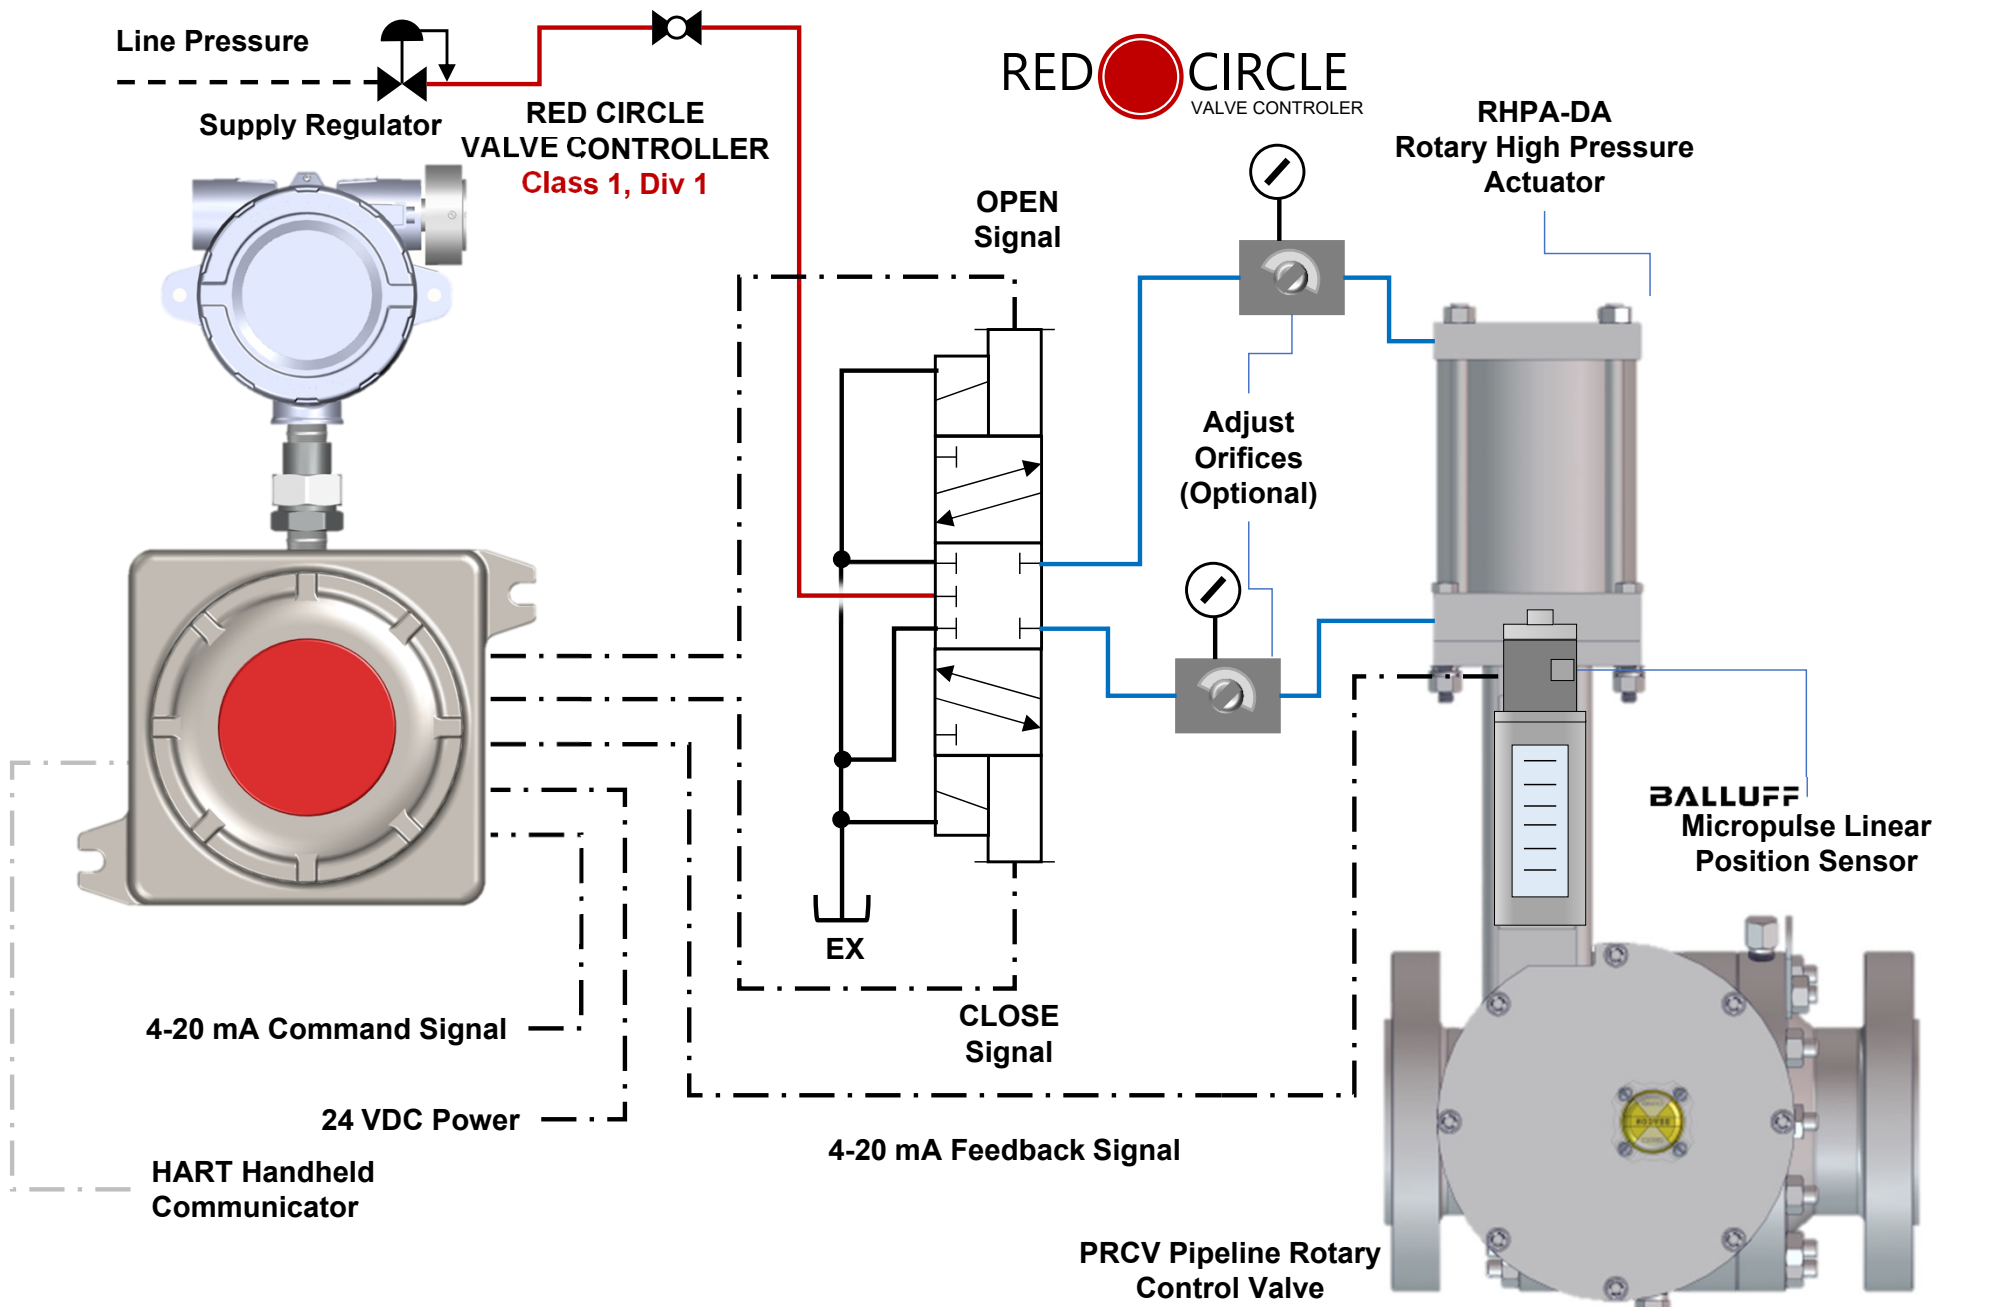 Line Pressure
Supply Regulator
RED CIRCLE
VALVE CONTROLLER
Class 1, Div 1
RED CIRCLE
VALVE CONTROLER
RHPA-DA
Rotary High Pressure
Actuator
OPEN
Signal
Adjust
Orifices
(Optional)
BALLUFF
Micropulse Linear
Position Sensor
EX
CLOSE
Signal
4-20 mA Command Signal
24 VDC Power
HART Handheld
Communicator
4-20 mA Feedback Signal
PRCV Pipeline Rotary
Control Valve